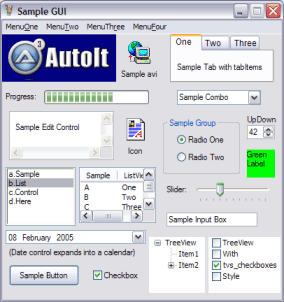 Sample GUI
MenuOne MenuTwo MenuThree MenuFour
AutoIt 3
Sample avi
One Two Three
Sample Tab with tabItems
Progress:
Sample Combo
Sample Edit Control
Icon
Sample Group
Radio One
Radio Two
UpDown
42
Green
Label
a.Sample
b.List
c.Control
d.Here
Sample ListVi
A One
B Two
C Three
Slider:
Sample Input Box
08 February 2005
(Date control expands into a calendar)
Sample Button
Checkbox
TreeView
Item1
Item2
TreeView
With
tvs_checkboxes
Style